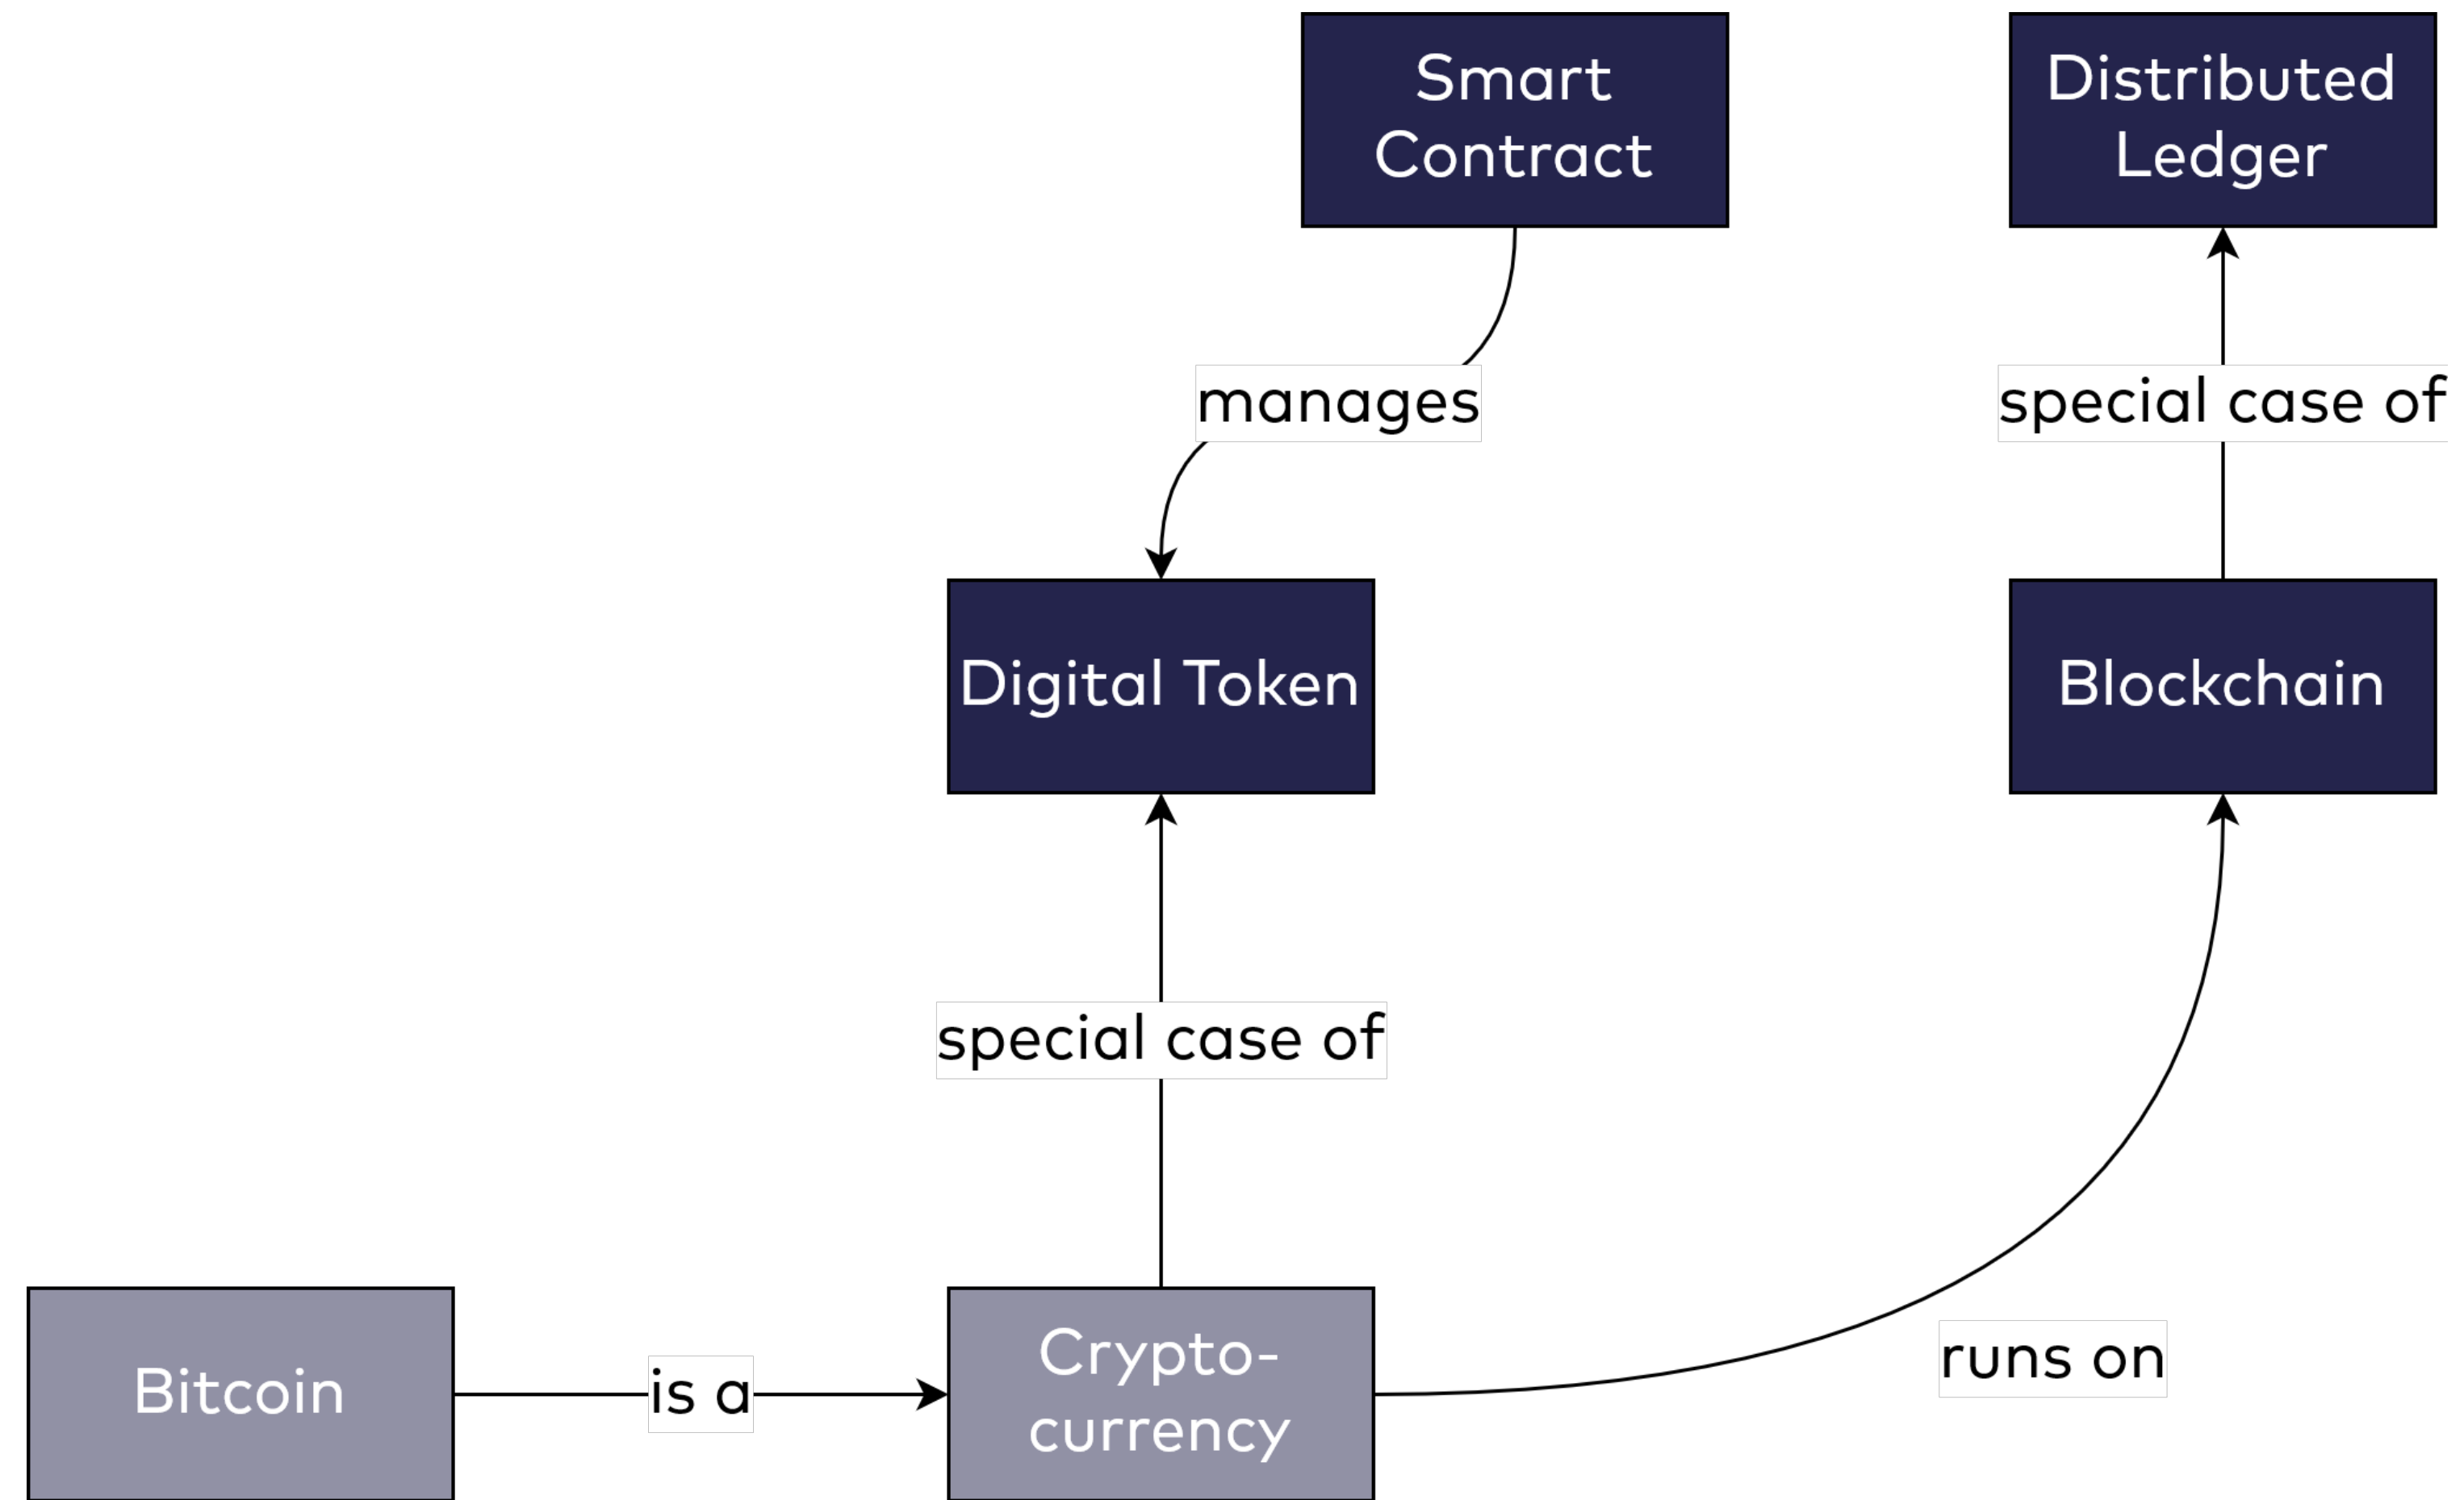 Smart
Contract
Distributed
Ledger
manages
special case of
Digital Token
Blockchain
special case of
Bitcoin
is a
Crypto-
currency
runs on